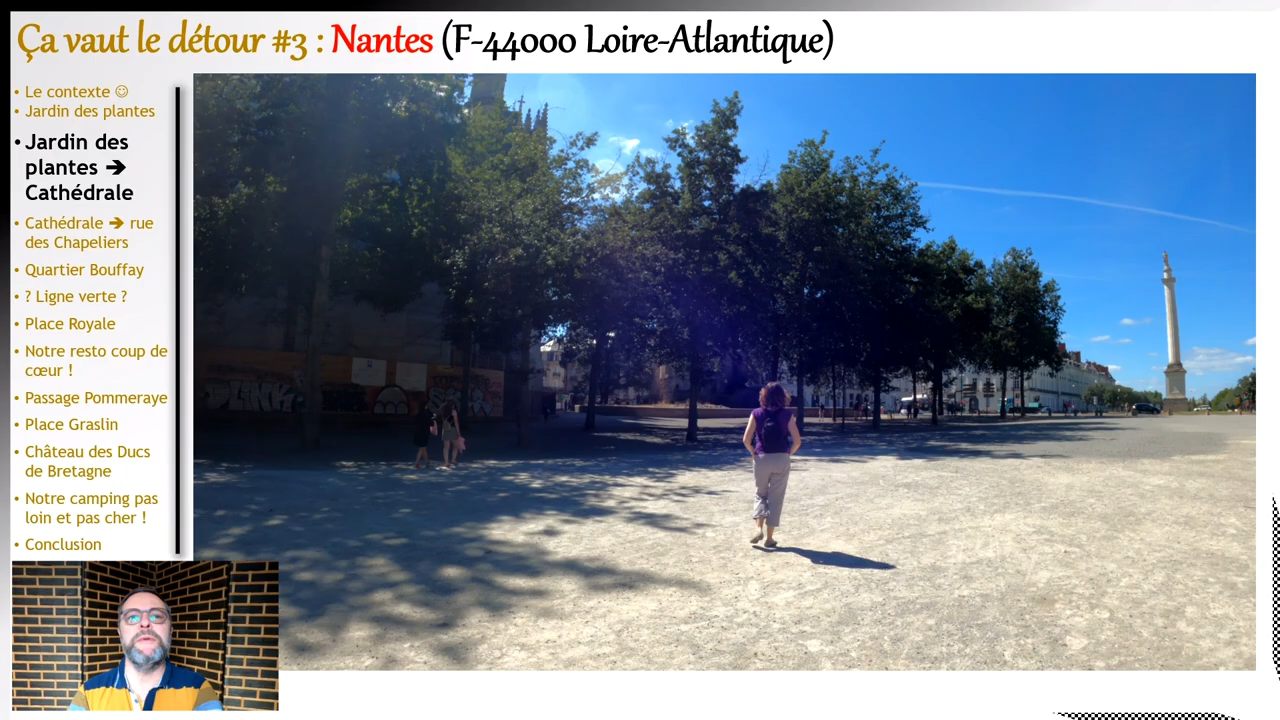 Ça vaut le détour #3 : Nantes (F-44000 Loire-Atlantique)
• Le contexte ☺
• Jardin des plantes
• Jardin des
plantes ➔
Cathédrale
• Cathédrale ➔ rue
des Chapeliers
• Quartier Bouffay
• ? Ligne verte ?
• Place Royale
• Notre resto coup de
cœur !
• Passage Pommeraye
• Place Graslin
• Château des Ducs
de Bretagne
• Notre camping pas
loin et pas cher !
• Conclusion